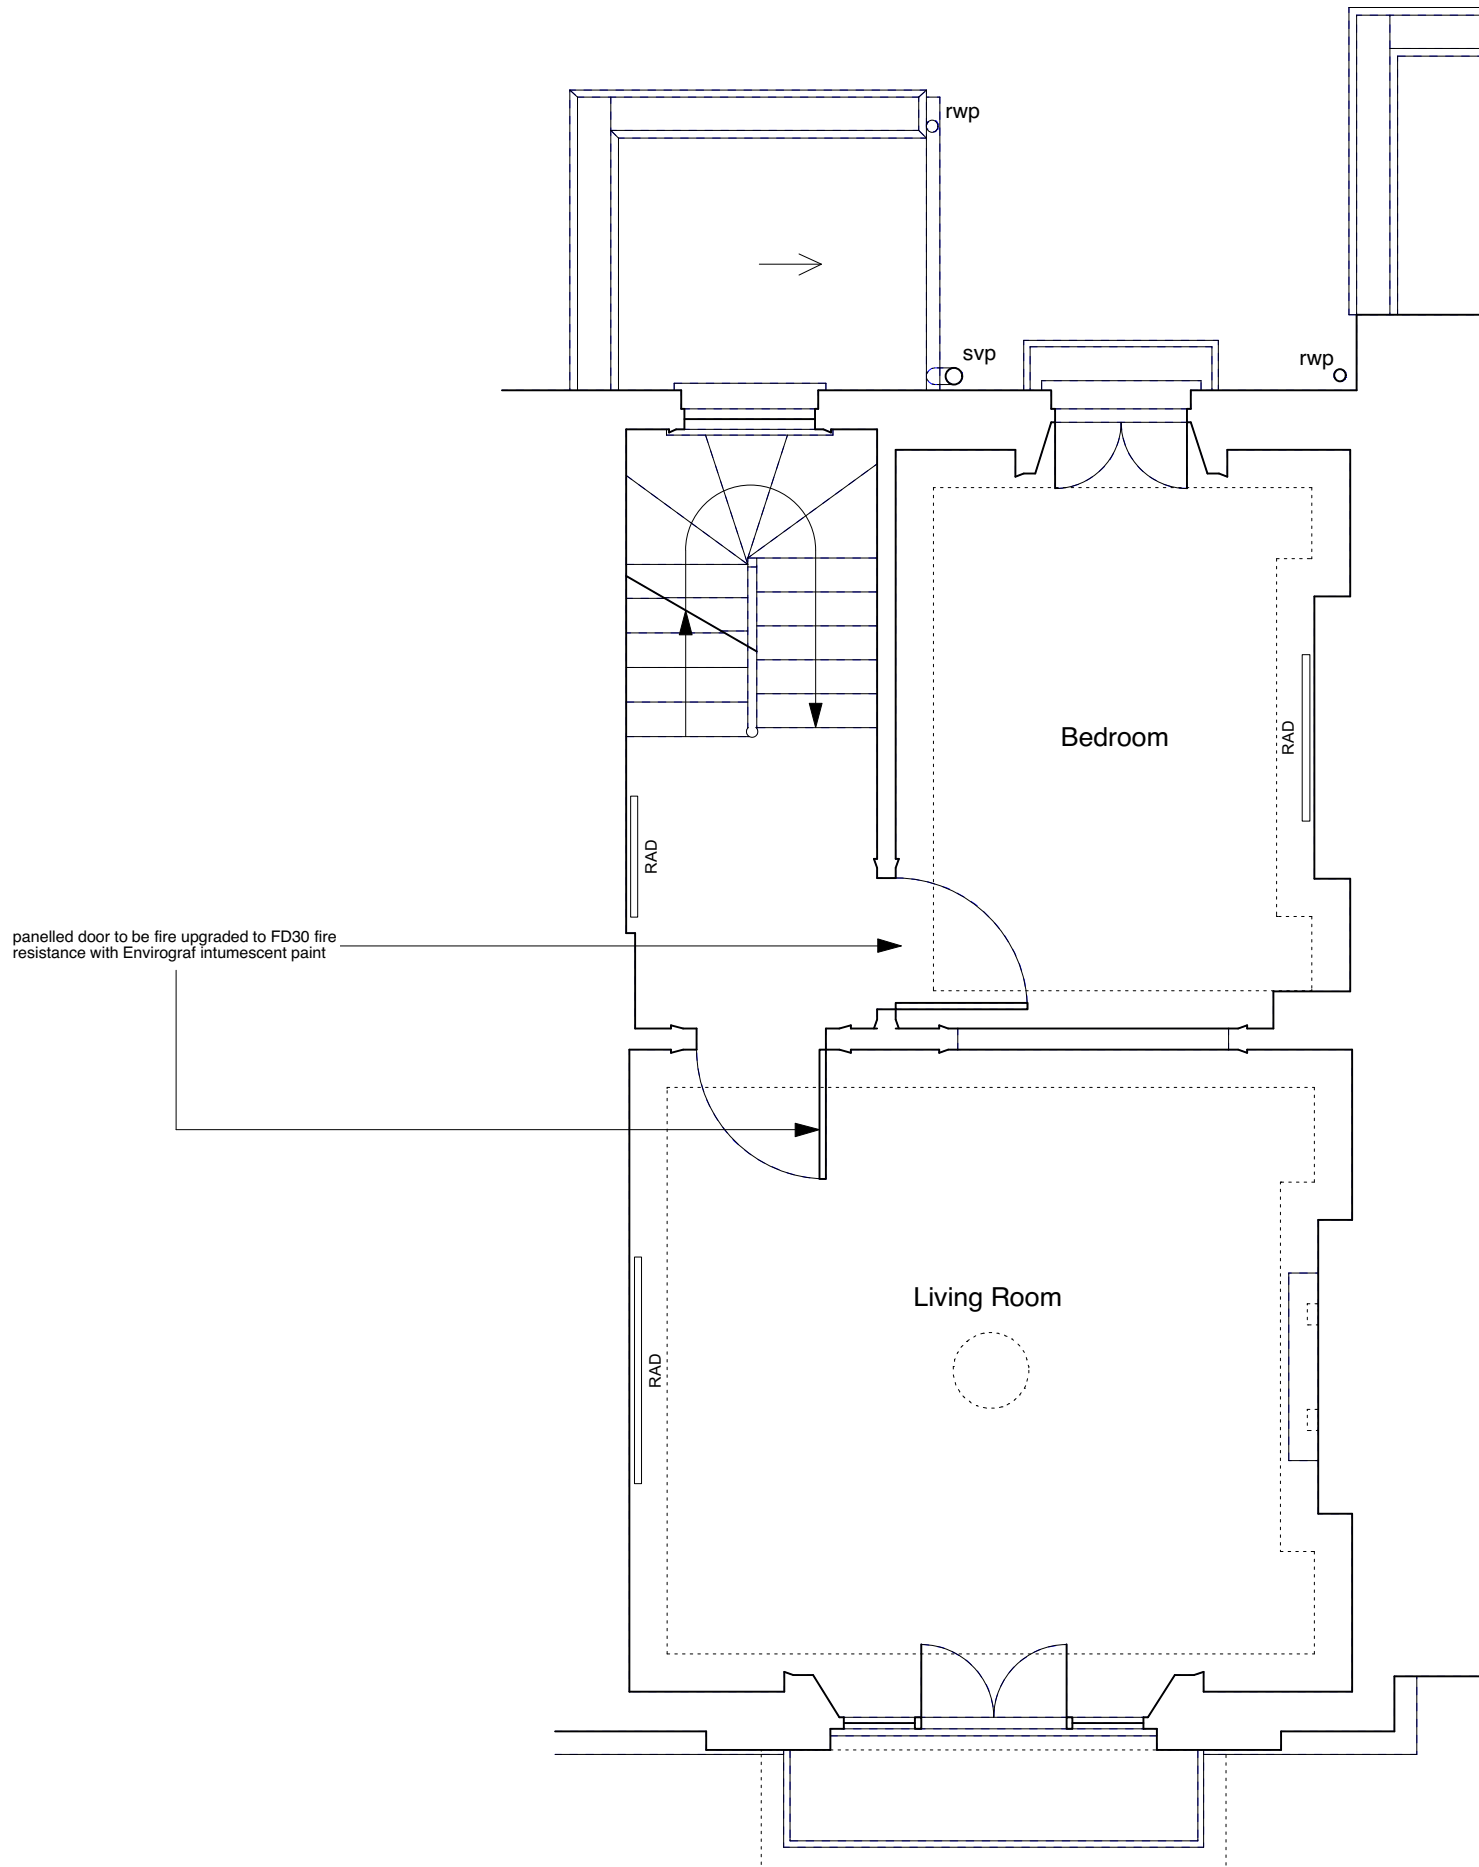 rwp
svp
rwp
Bedroom
RAD
RAD
panelled door to be fire upgraded to FD30 fire
resistance with Envirograf intumescent paint
Living Room
RAD